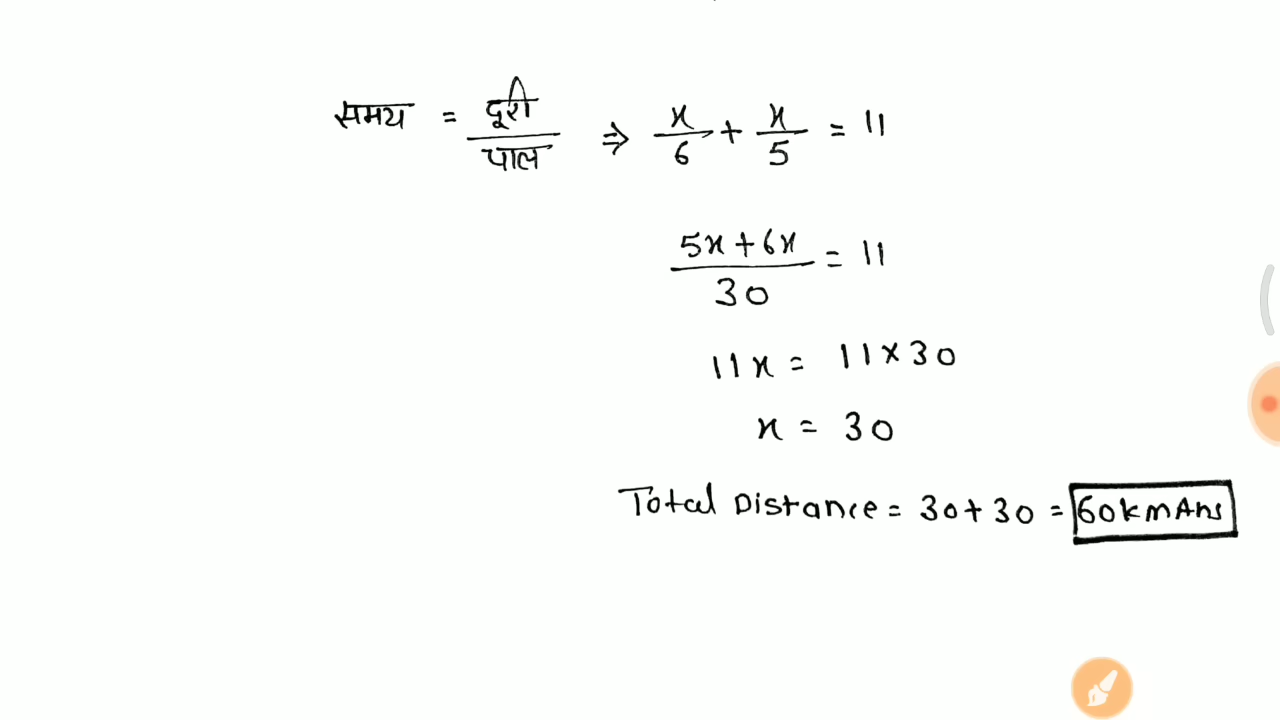 समय = दूरी/चाल ⇒ x/6 + x/5 = 11
5x+6x/30 = 11
11x = 11×30
x = 30
Total Distance = 30+30 = 60km Ans